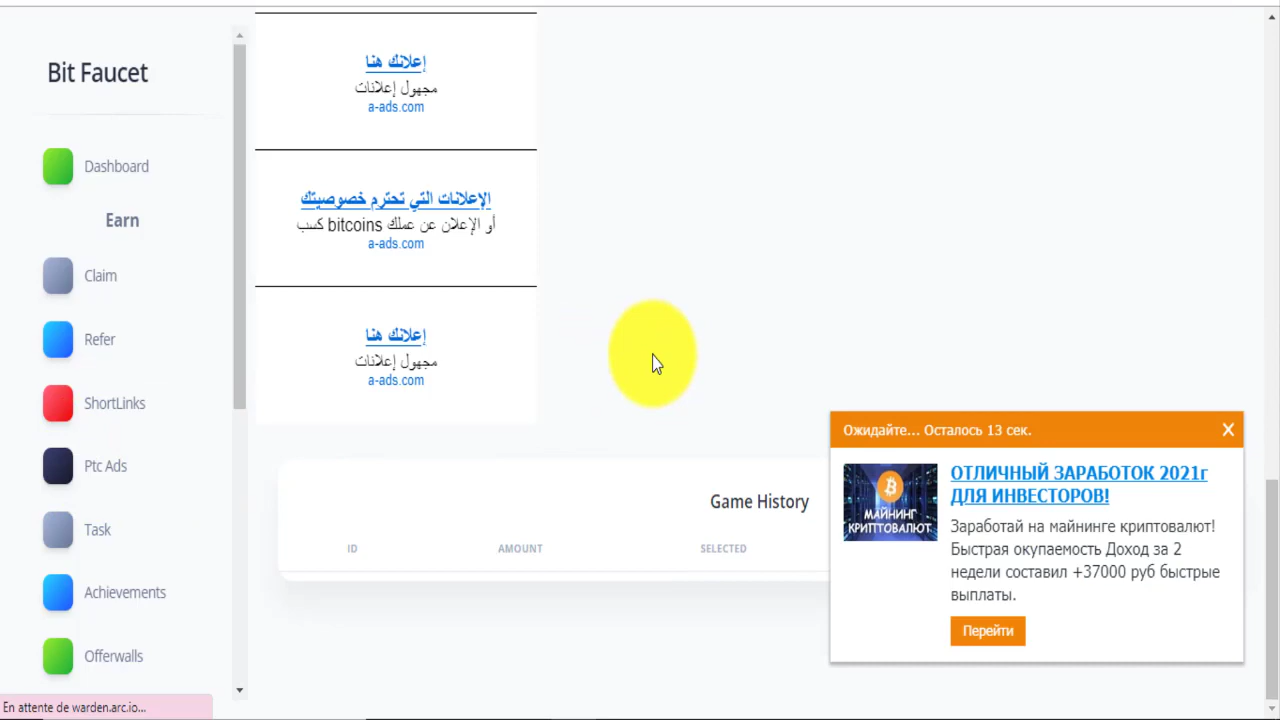 Bit Faucet
Dashboard
Earn
Claim
Refer
ShortLinks
Ptc Ads
Task
Achievements
Offerwalls
En attente de warden.arc.io...
إعلانك هنا
مجهول إعلانات
a-ads.com
الإعلانات التي تحترم خصوصيتك
أو الإعلان عن عملك bitcoins كسب
a-ads.com
إعلانك هنا
مجهول إعلانات
a-ads.com
Game History
ID AMOUNT SELECTED
Ожидайте... Осталось 13 сек.
МАЙНИНГ
КРИПТОВАЛЮТ
ОТЛИЧНЫЙ ЗАРАБОТОК 2021г
ДЛЯ ИНВЕСТОРОВ!
Заработай на майнинге криптовалют!
Быстрая окупаемость Доход за 2
недели составил +37000 руб быстрые
выплаты.
Перейти